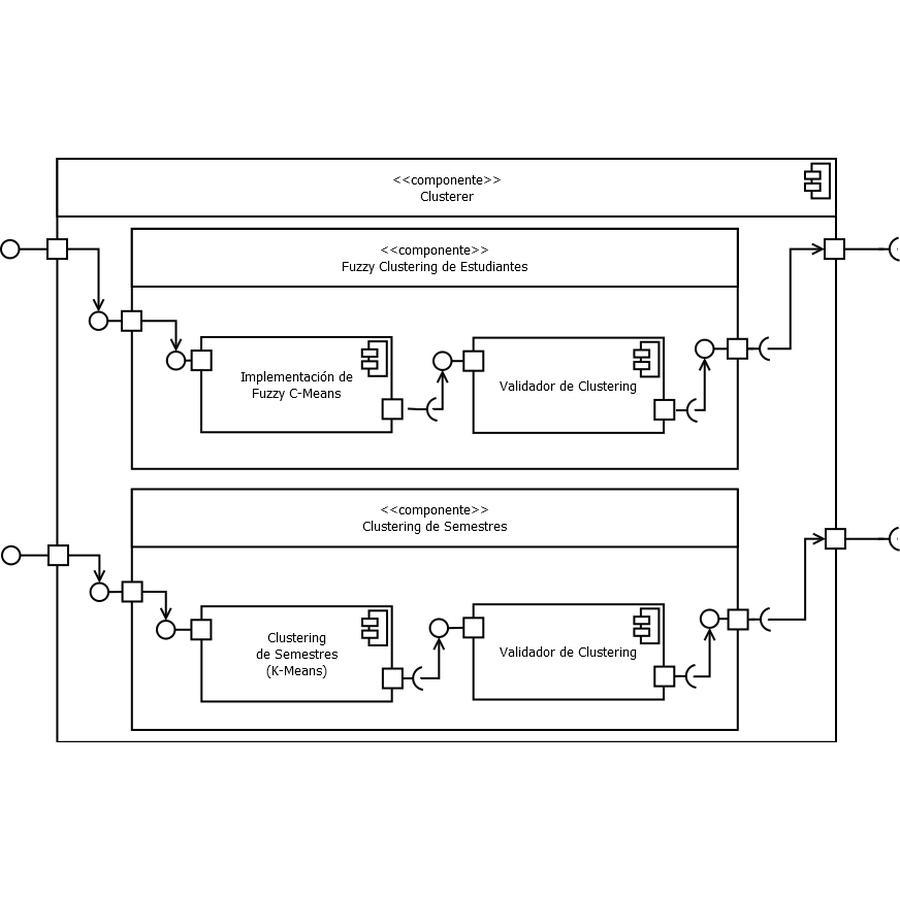 <<componente>>
Clusterer
<<componente>>
Fuzzy Clustering de Estudiantes
Implementación de
Fuzzy C-Means
Validador de Clustering
<<componente>>
Clustering de Semestres
Clustering
de Semestres
(K-Means)
Validador de Clustering